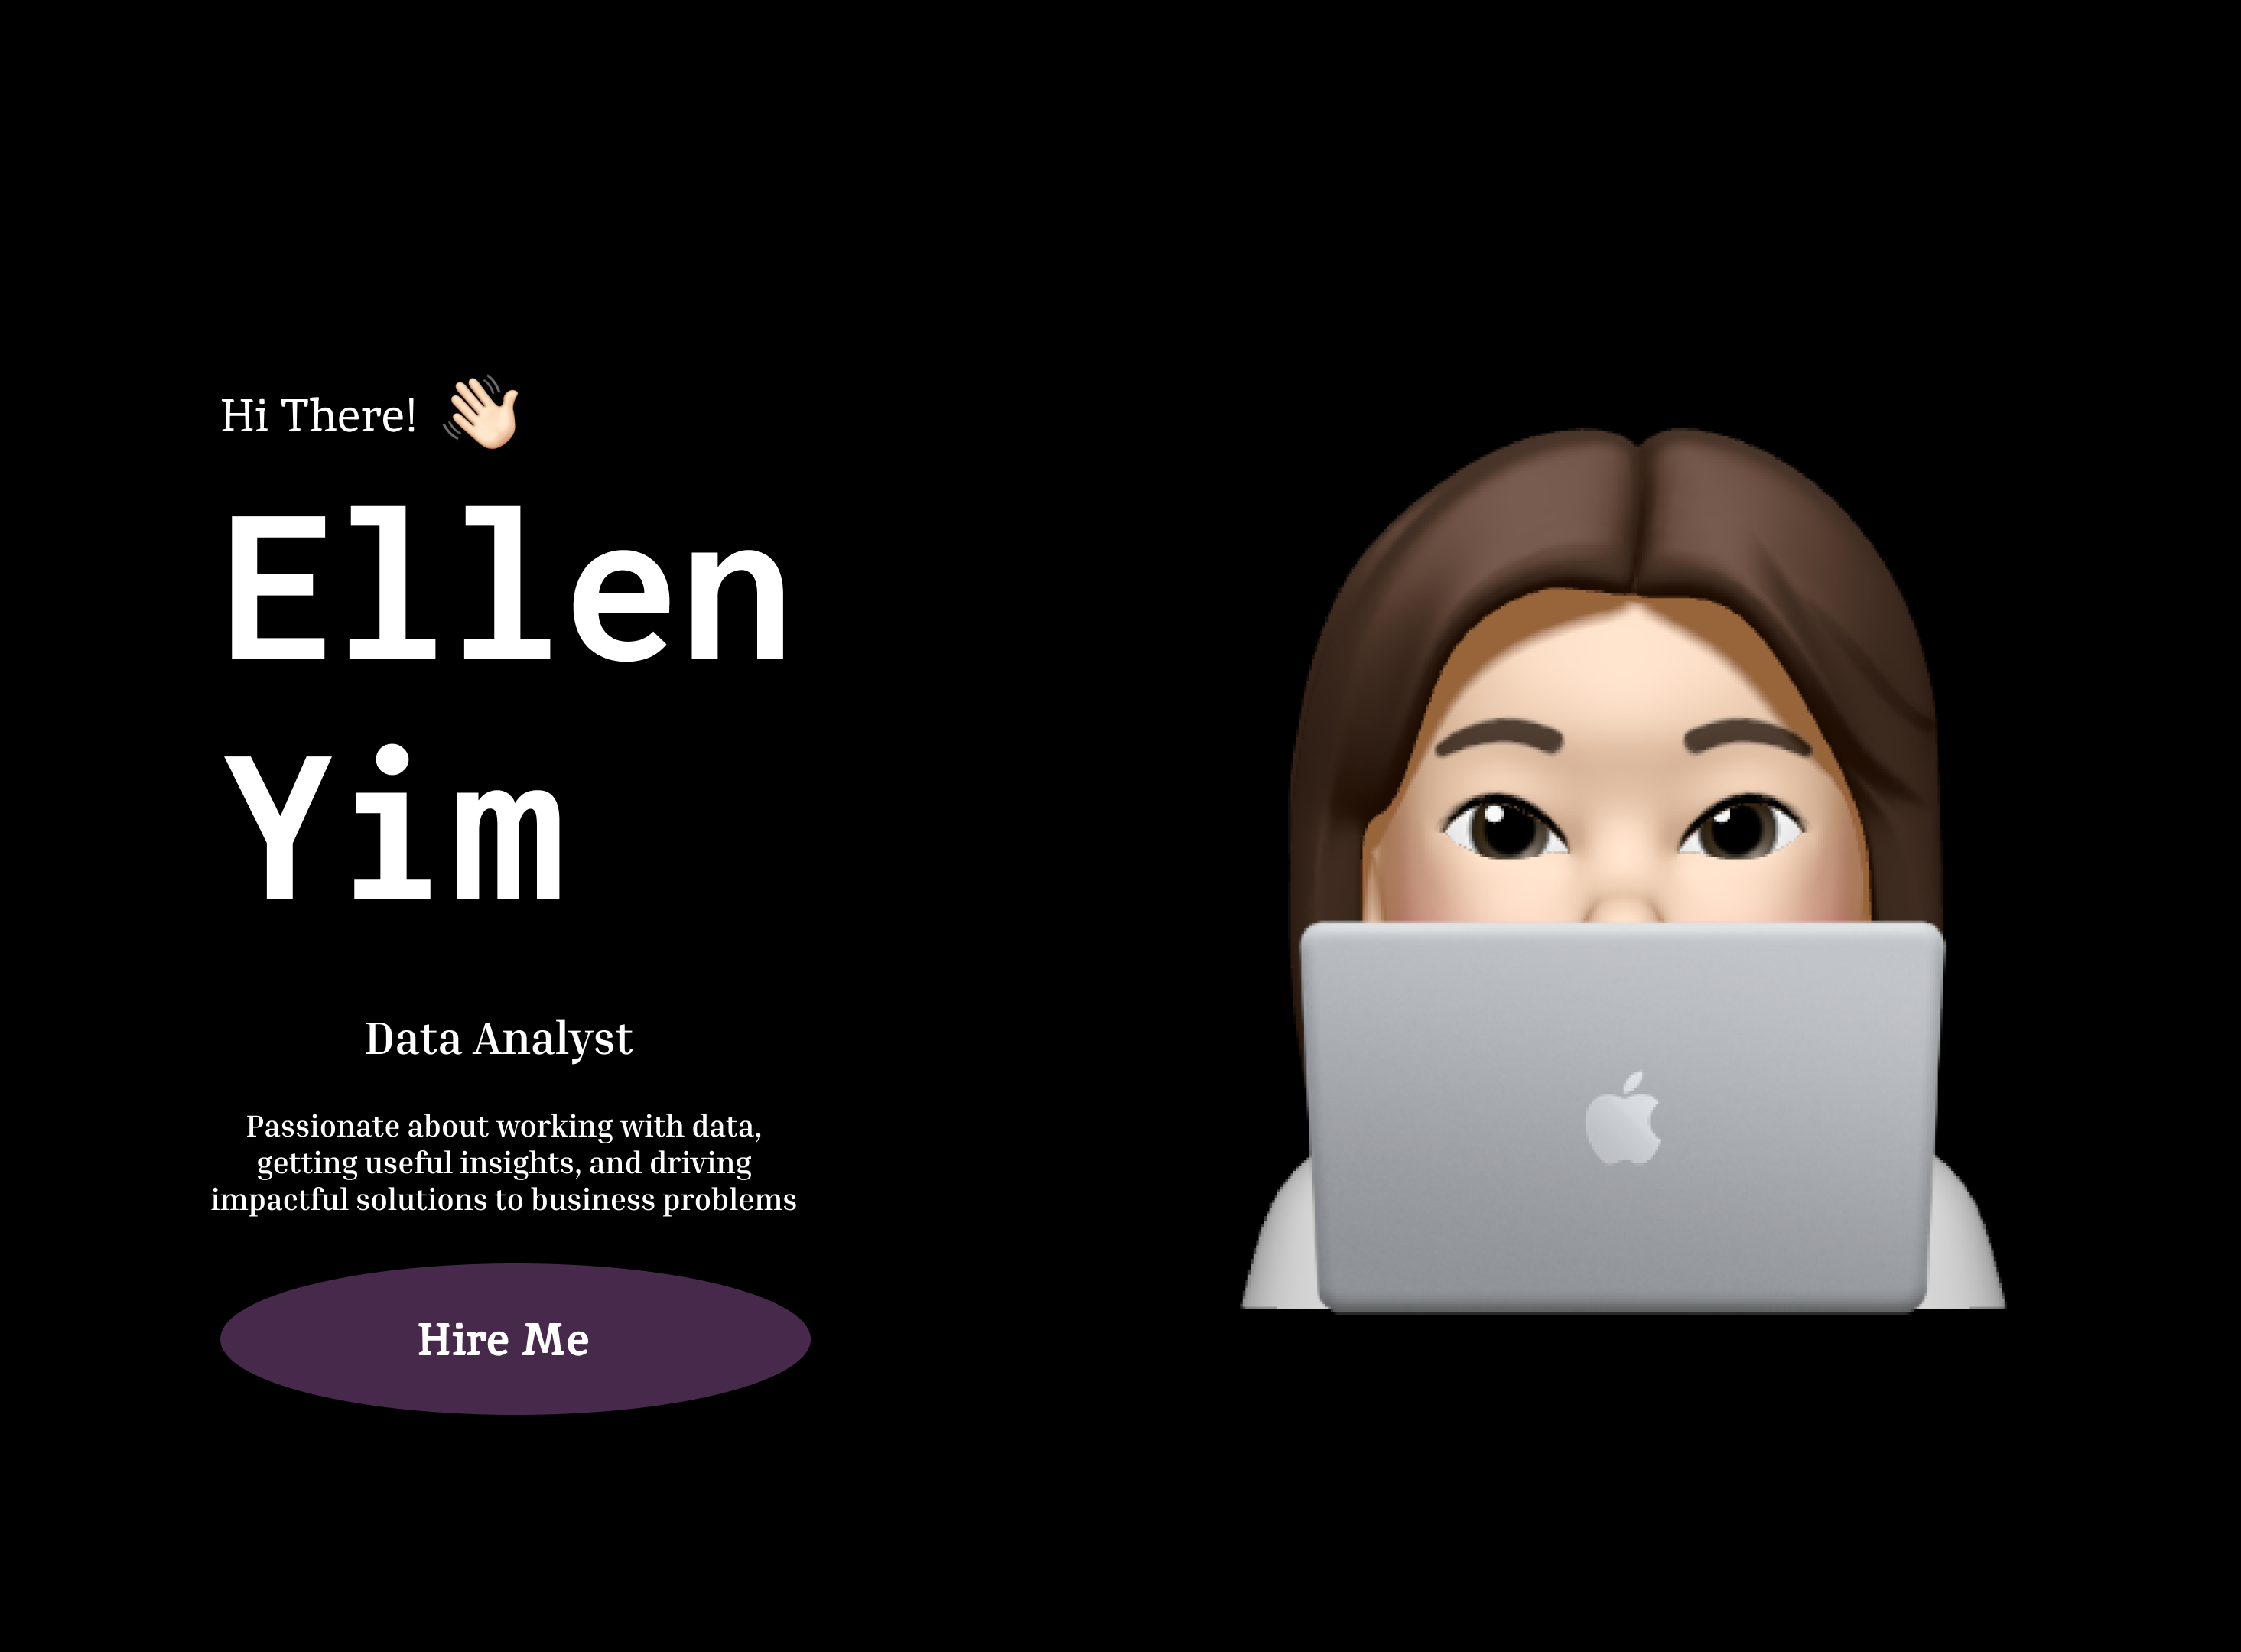 Hi There!
Ellen
Yim
Data Analyst
Passionate about working with data,
getting useful insights, and driving
impactful solutions to business problems
Hire Me